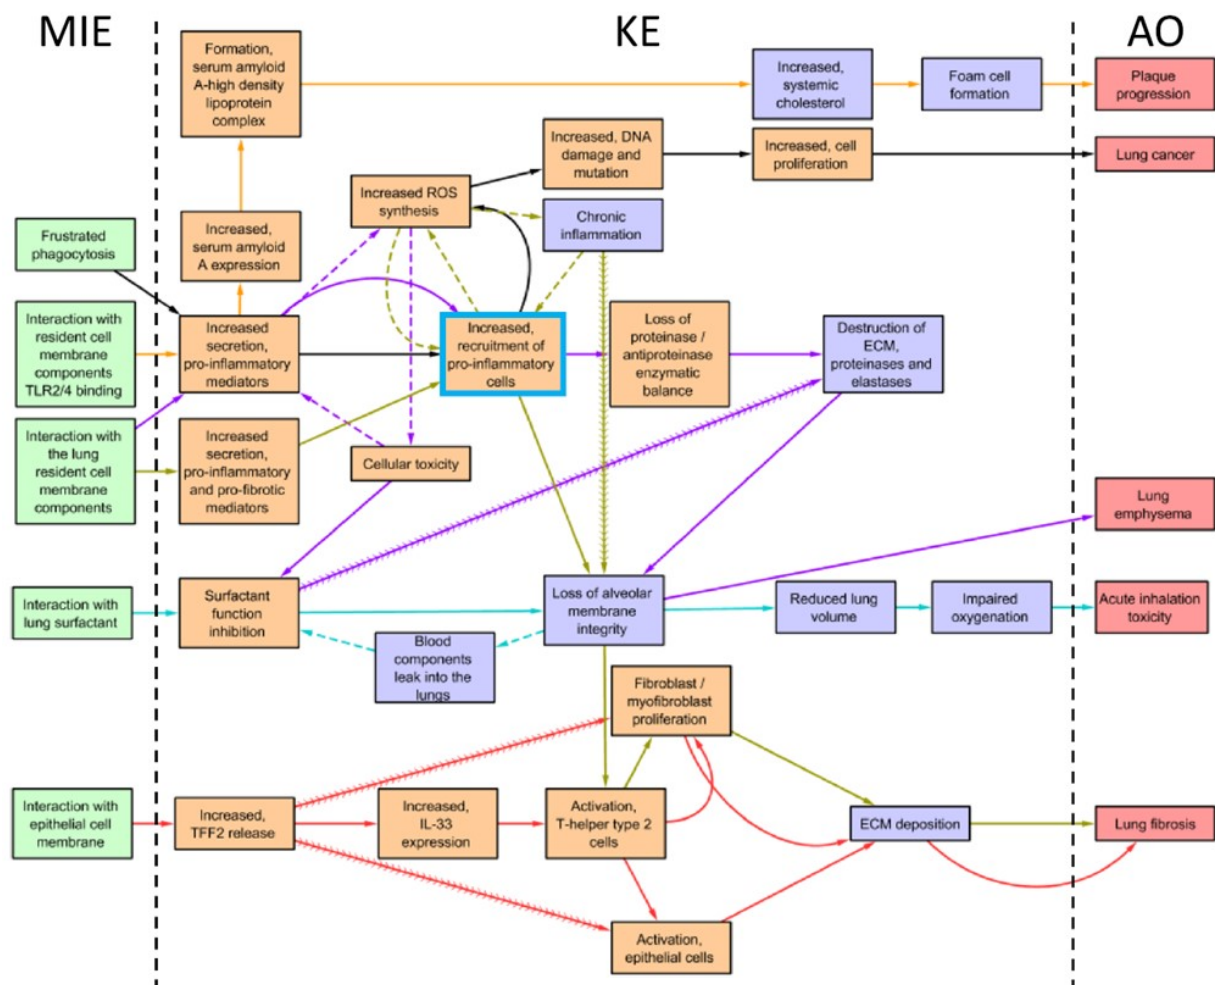 MIE
KE
AO
Formation,
serum amyloid
A-high density
lipoprotein
complex
Increased,
systemic
cholesterol
Foam cell
formation
Plaque
progression
Increased, DNA
damage and
mutation
Increased, cell
proliferation
Lung cancer
Increased ROS
synthesis
Chronic
inflammation
Frustrated
phagocytosis
Increased,
serum amyloid
A expression
Interaction with
resident cell
membrane
components
TLR2/4 binding
Increased
secretion,
pro-inflammatory
mediators
Increased,
recruitment of
pro-inflammatory
cells
Loss of
proteinase /
antiproteinase
enzymatic
balance
Destruction of
ECM,
proteinases and
elastases
Interaction with
the lung
resident cell
membrane
components
Increased
secretion,
pro-inflammatory
and pro-fibrotic
mediators
Cellular toxicity
Lung
emphysema
Interaction with
lung surfactant
Surfactant
function
inhibition
Loss of alveolar
membrane
integrity
Reduced lung
volume
Impaired
oxygenation
Acute inhalation
toxicity
Blood
components
leak into the
lungs
Fibroblast /
myofibroblast
proliferation
Interaction with
epithelial cell
membrane
Increased,
TFF2 release
Increased,
IL-33
expression
Activation,
T-helper type 2
cells
ECM deposition
Lung fibrosis
Activation,
epithelial cells